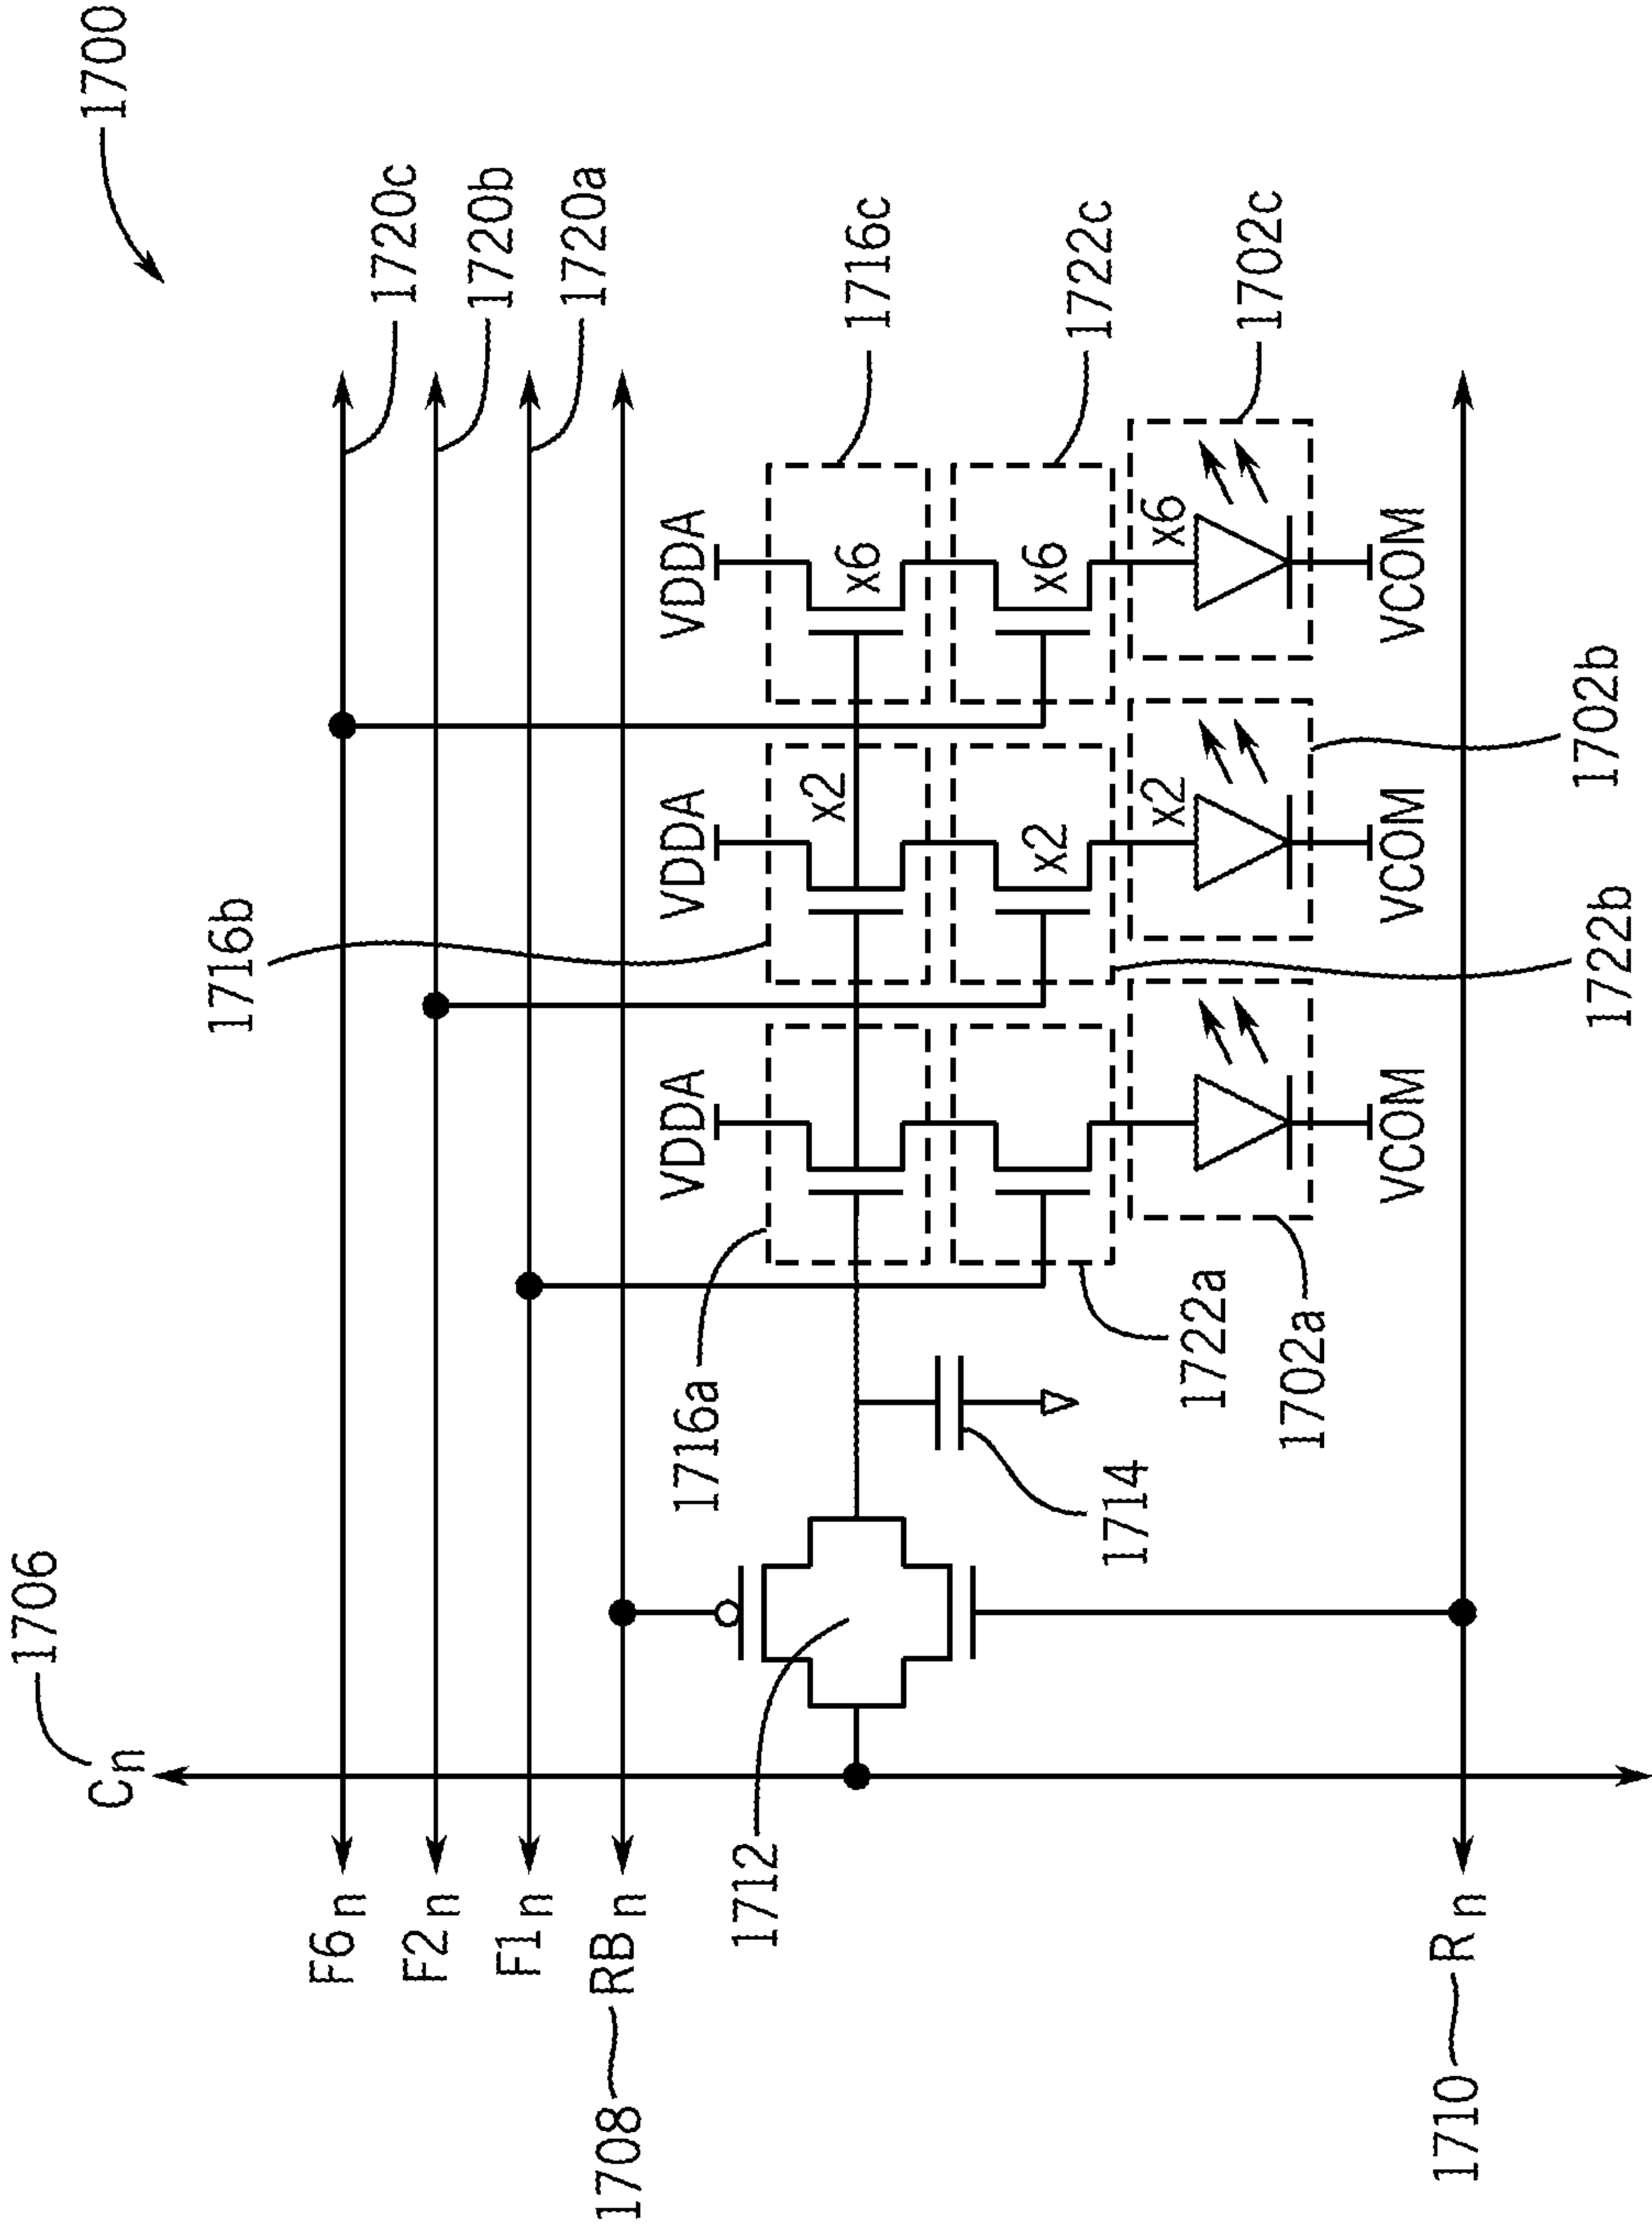 1700
1706
Cn
F6n
1720c
F2n
1720b
F1n
1720a
1708
RBn
1716b
VDDA
VDDA
VDDA
1716a
1716c
x2
x6
1712
1722c
x2
x6
1714
1722a
x2
x6
1702c
1702a
VCOM
VCOM
VCOM
1710
Rn
1722b
1702b